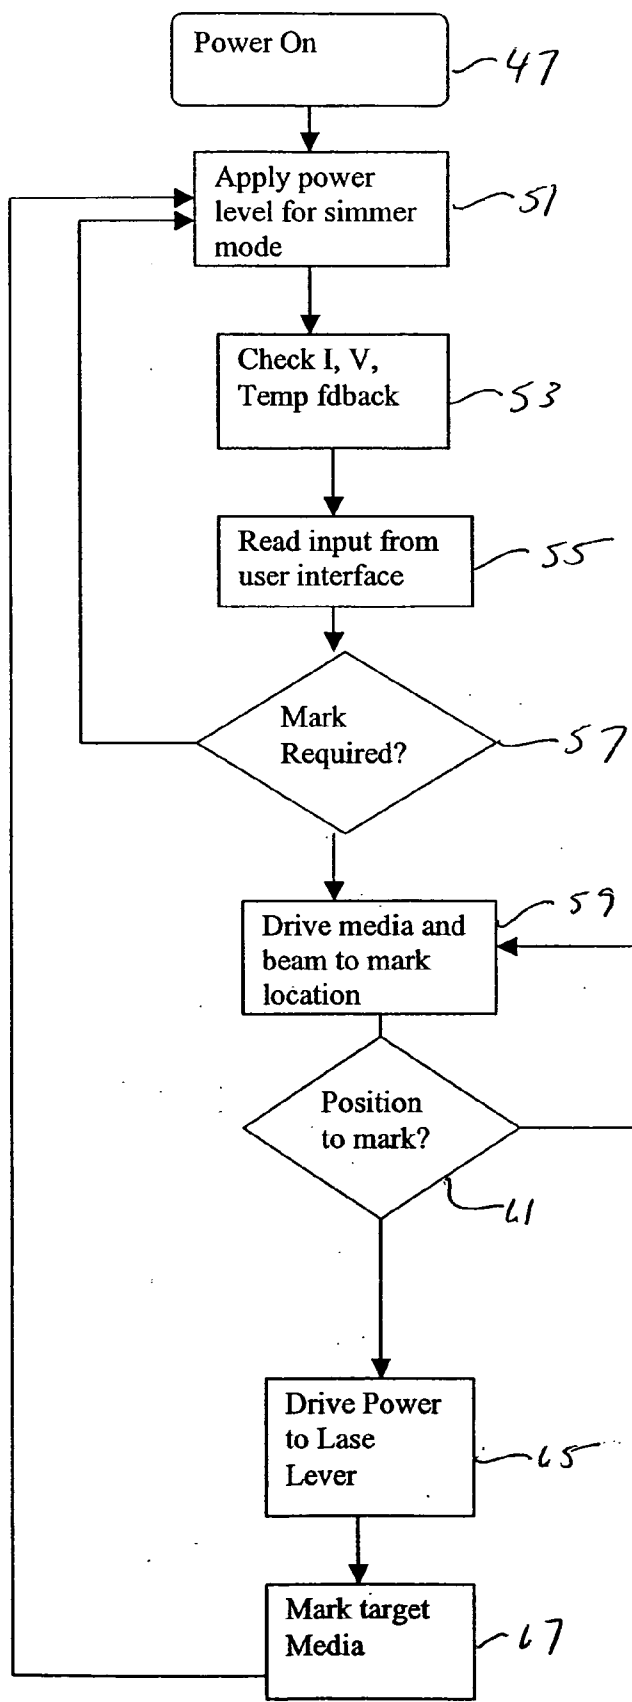 Power On
47
Apply power
level for simmer
mode
51
Check I, V,
Temp fdback
53
Read input from
user interface
55
Mark
Required?
57
59
Drive media and
beam to mark
location
Position
to mark?
61
Drive Power
to Lase
Lever
65
Mark target
Media
67